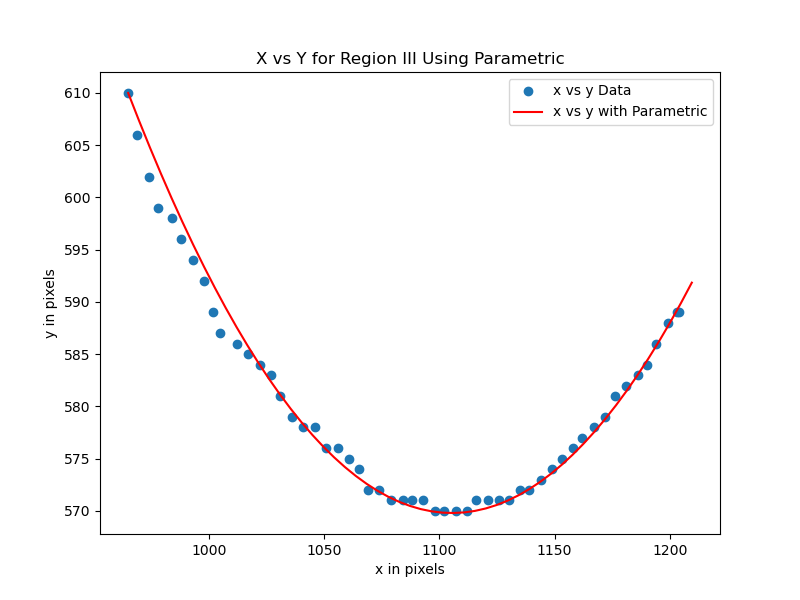 X vs Y for Region III Using Parametric
x vs y Data
x vs y with Parametric
y in pixels
610
605
600
595
590
585
580
575
570
1000
1050
1100
1150
1200
x in pixels